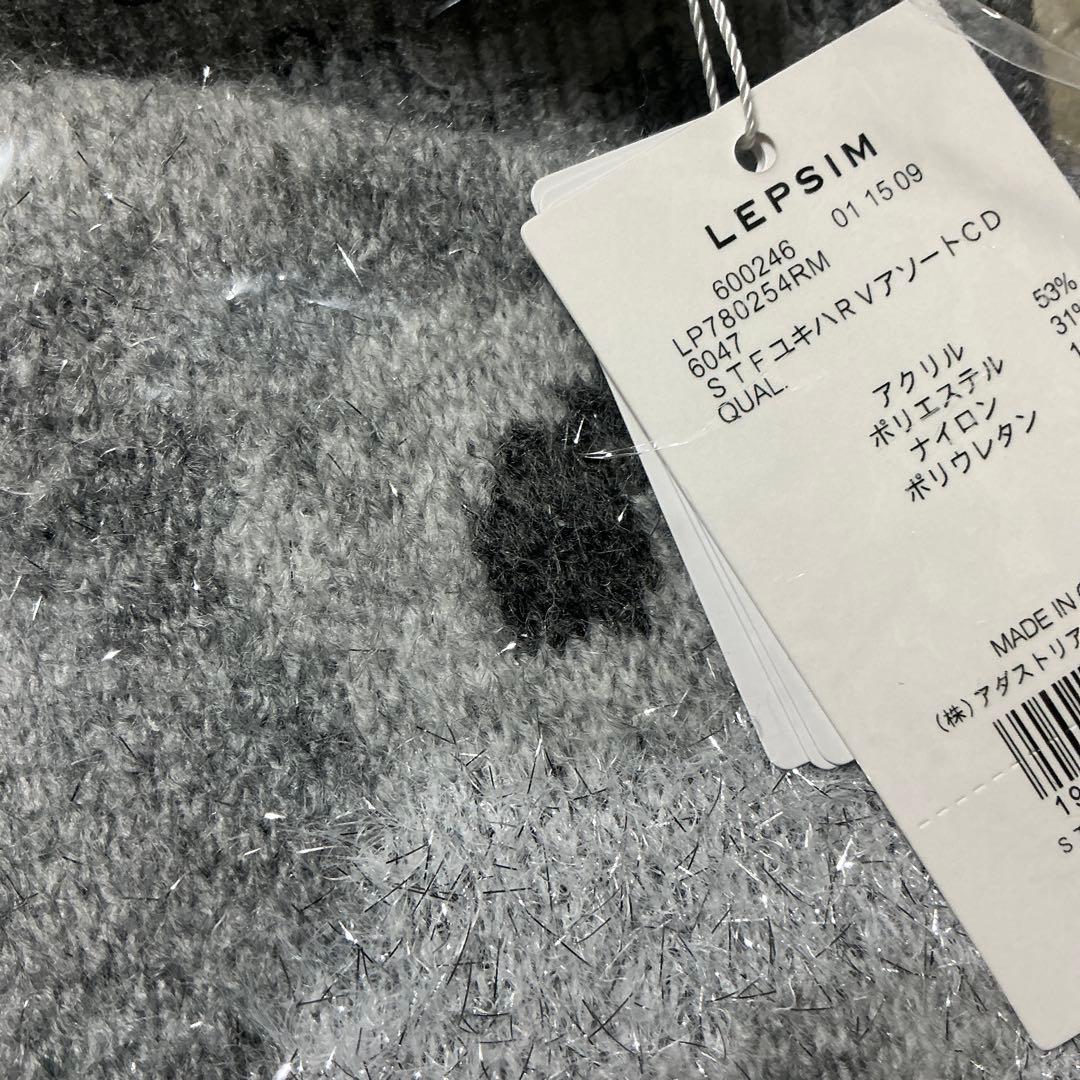 LEPSIM
600246 01 15 09
LP780254RM
6047
STFユキハRVアソートCD
QUAL.
アクリル 53%
ポリエステル 31%
ナイロン 1
ポリウレタン
MADE IN
(株)アダストリア
19
S